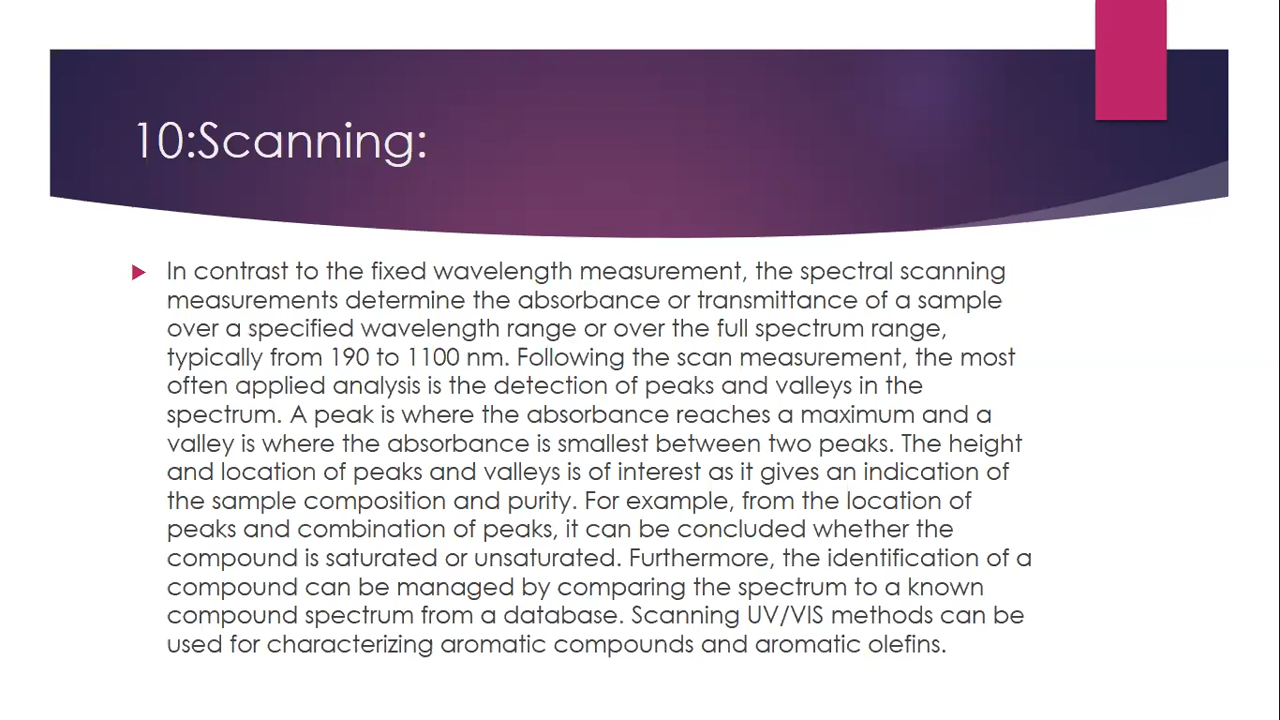 10:Scanning:
In contrast to the fixed wavelength measurement, the spectral scanning
measurements determine the absorbance or transmittance of a sample
over a specified wavelength range or over the full spectrum range,
typically from 190 to 1100 nm. Following the scan measurement, the most
often applied analysis is the detection of peaks and valleys in the
spectrum. A peak is where the absorbance reaches a maximum and a
valley is where the absorbance is smallest between two peaks. The height
and location of peaks and valleys is of interest as it gives an indication of
the sample composition and purity. For example, from the location of
peaks and combination of peaks, it can be concluded whether the
compound is saturated or unsaturated. Furthermore, the identification of a
compound can be managed by comparing the spectrum to a known
compound spectrum from a database. Scanning UV/VIS methods can be
used for characterizing aromatic compounds and aromatic olefins.